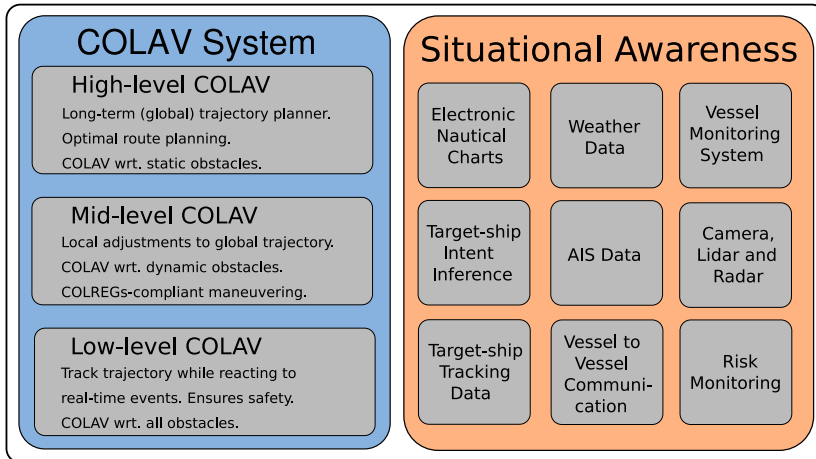 COLAV System
High-level COLAV
Long-term (global) trajectory planner.
Optimal route planning.
COLAV wrt. static obstacles.
Mid-level COLAV
Local adjustments to global trajectory.
COLAV wrt. dynamic obstacles.
COLREGs-compliant maneuvering.
Low-level COLAV
Track trajectory while reacting to
real-time events. Ensures safety.
COLAV wrt. all obstacles.
Situational Awareness
Electronic
Nautical
Charts
Weather
Data
Vessel
Monitoring
System
Target-ship
Intent
Inference
AIS Data
Camera,
Lidar and
Radar
Target-ship
Tracking
Data
Vessel to
Vessel
Communi-
cation
Risk
Monitoring